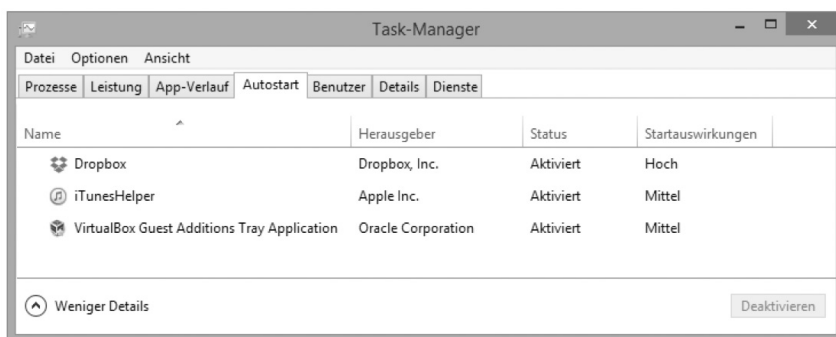 Task-Manager
Datei Optionen Ansicht
Prozesse Leistung App-Verlauf Autostart Benutzer Details Dienste
Name Herausgeber Status Startauswirkungen
Dropbox Dropbox, Inc. Aktiviert Hoch
iTunesHelper Apple Inc. Aktiviert Mittel
VirtualBox Guest Additions Tray Application Oracle Corporation Aktiviert Mittel
Weniger Details Deaktivieren